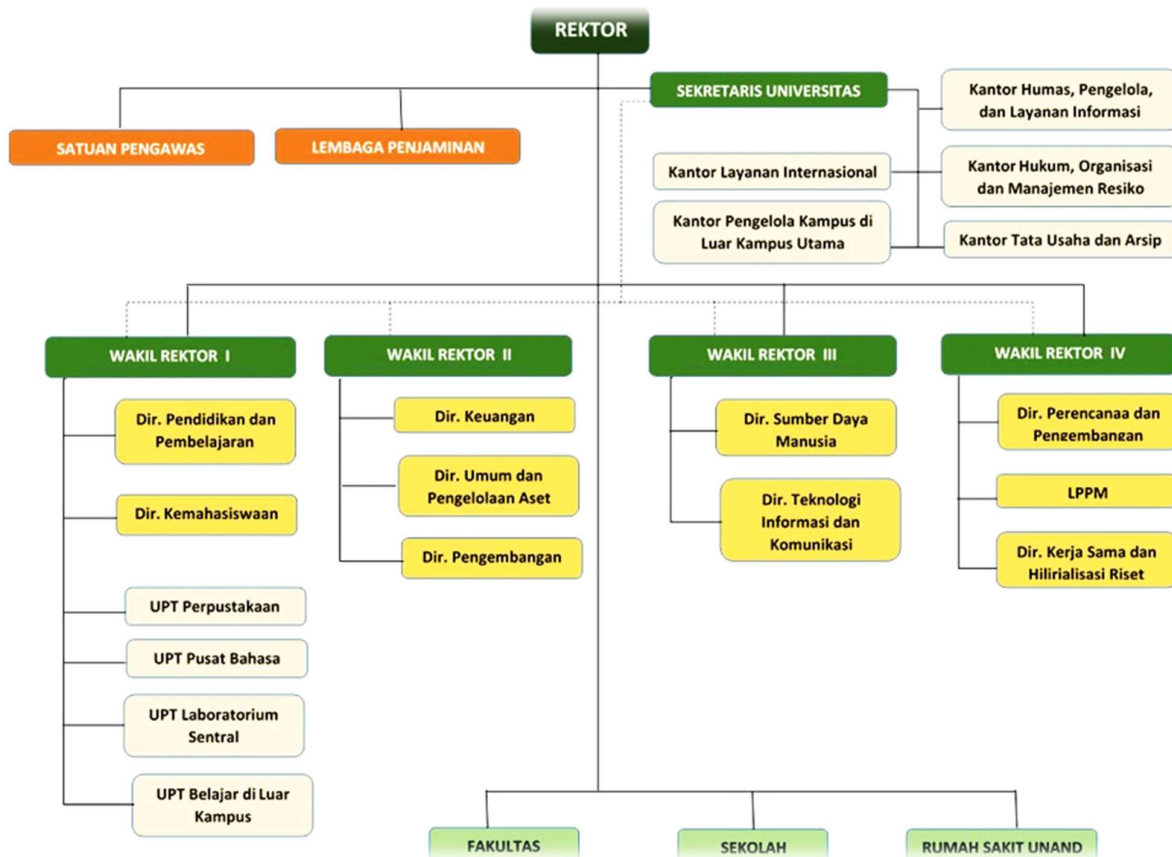 REKTOR
SEKRETARIS UNIVERSITAS
Kantor Humas, Pengelola,
dan Layanan Informasi
SATUAN PENGAWAS
LEMBAGA PENJAMINAN
Kantor Layanan Internasional
Kantor Hukum, Organisasi
dan Manajemen Resiko
Kantor Pengelola Kampus di
Luar Kampus Utama
Kantor Tata Usaha dan Arsip
WAKIL REKTOR I
Dir. Pendidikan dan
Pembelajaran
Dir. Kemahasiswaan
UPT Perpustakaan
UPT Pusat Bahasa
UPT Laboratorium
Sentral
UPT Belajar di Luar
Kampus
WAKIL REKTOR II
Dir. Keuangan
Dir. Umum dan
Pengelolaan Aset
Dir. Pengembangan
WAKIL REKTOR III
Dir. Sumber Daya
Manusia
Dir. Teknologi
Informasi dan
Komunikasi
WAKIL REKTOR IV
Dir. Perencanaa dan
Pengembangan
LPPM
Dir. Kerja Sama dan
Hilirialisasi Riset
FAKULTAS
SEKOLAH
RUMAH SAKIT UNAND